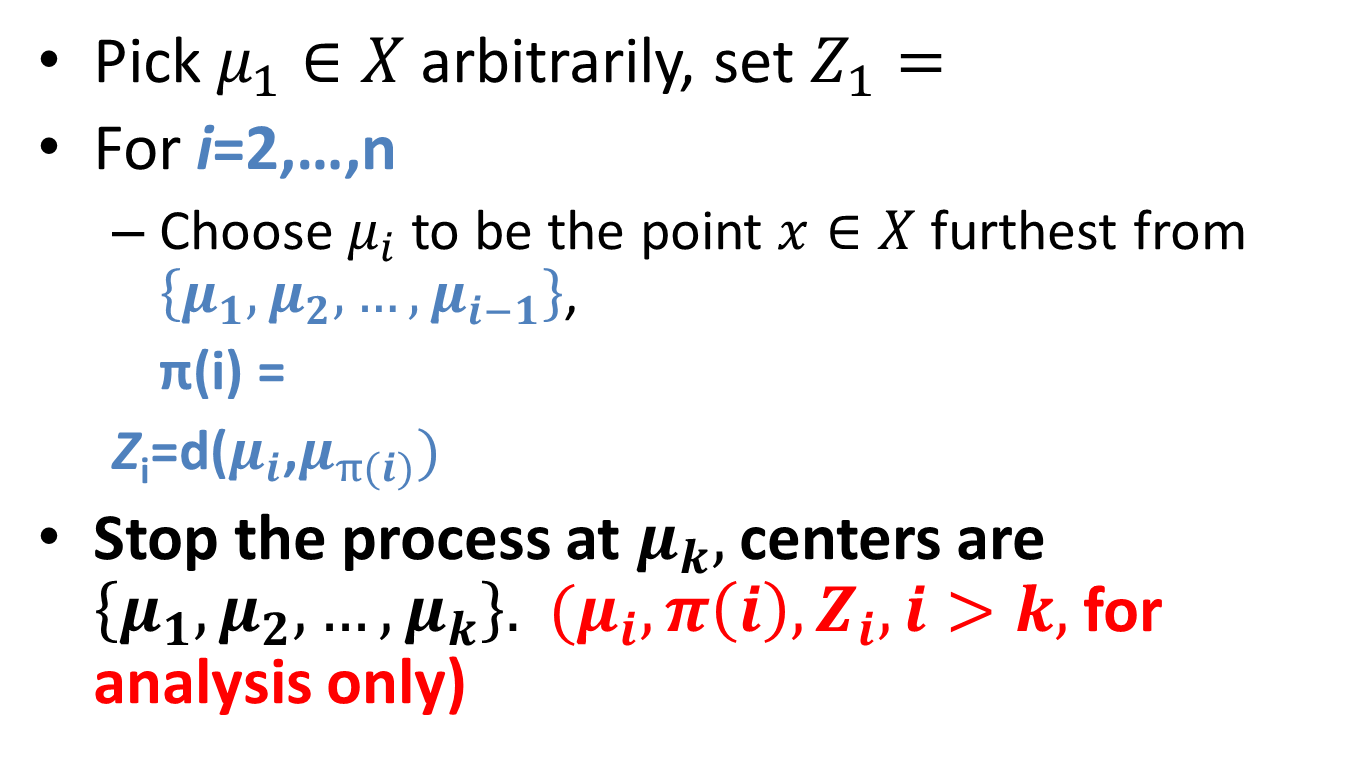 • Pick 𝜇₁ ∈ 𝑋 arbitrarily, set 𝑍₁ =
• For i=2,…,n
– Choose 𝜇ᵢ to be the point 𝑥 ∈ 𝑋 furthest from
{𝝁₁, 𝝁₂, … , 𝝁ᵢ₋₁},
π(i) =
Zᵢ=d(𝝁ᵢ,𝝁_π(𝒊))
• Stop the process at 𝝁ₖ, centers are
{𝝁₁, 𝝁₂, … , 𝝁ₖ}. (𝝁ᵢ, 𝝅(𝒊), 𝒁ᵢ, 𝒊 > 𝒌, for
analysis only)